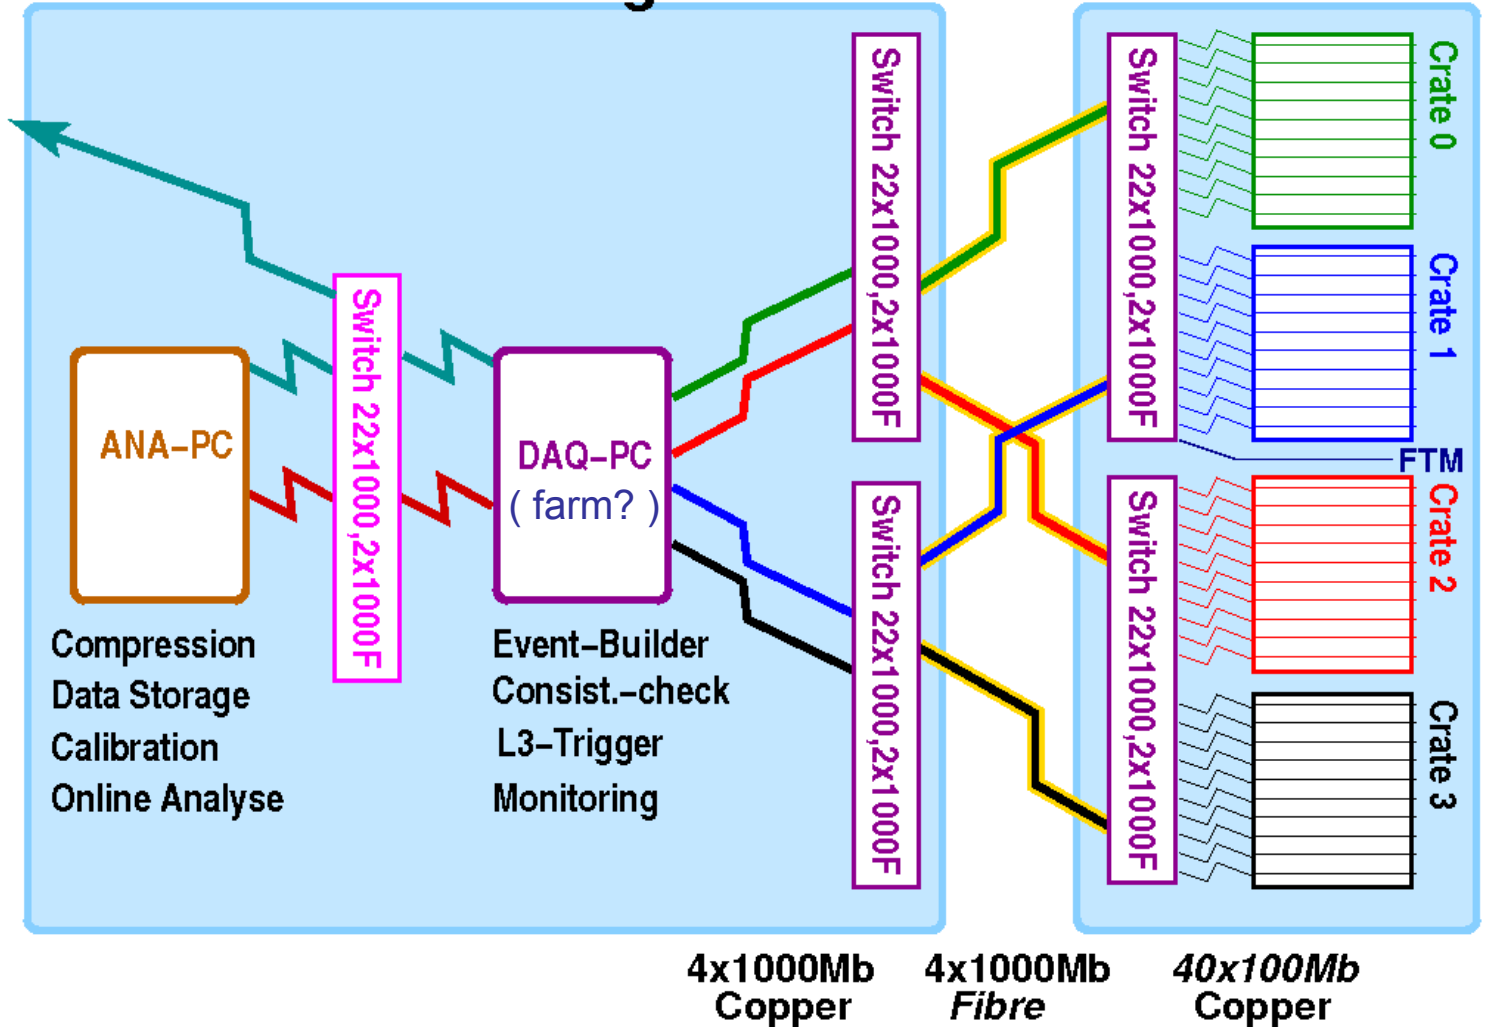 Switch 22x1000,2x1000F
Switch 22x1000,2x1000F
Crate 0
Crate 1
Switch 22x1000,2x1000F
ANA-PC
DAQ-PC
( farm? )
FTM
Switch 22x1000,2x1000F
Switch 22x1000,2x1000F
Crate 2
Crate 3
Compression
Data Storage
Calibration
Online Analyse
Event-Builder
Consist.-check
L3-Trigger
Monitoring
4x1000Mb
Copper
4x1000Mb
Fibre
40x100Mb
Copper